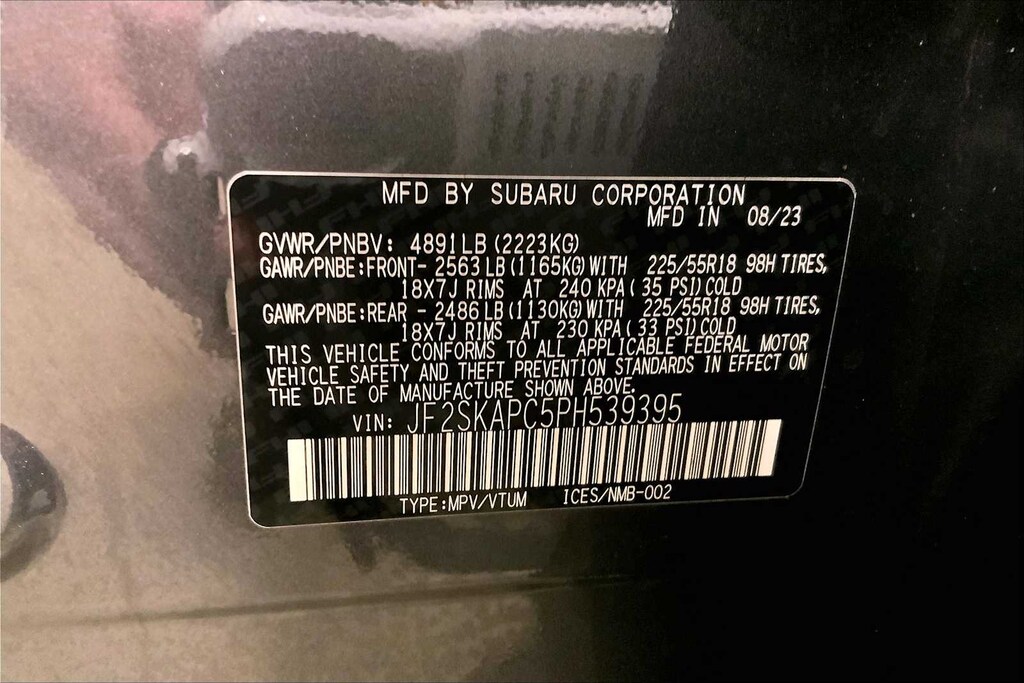 MFD BY SUBARU CORPORATION
MFD IN 08/23
GVWR/PNBV: 4891LB (2223KG)
GAWR/PNBE:FRONT- 2563LB(1165KG)WITH 225/55R18 98H TIRES,
18X7J RIMS AT 240 KPA( 35 PSI)COLD
GAWR/PNBE:REAR - 2486LB(1130KG)WITH 225/55R18 98H TIRES,
18X7J RIMS AT 230 KPA( 33 PSI)COLD
THIS VEHICLE CONFORMS TO ALL APPLICABLE FEDERAL MOTOR
VEHICLE SAFETY AND THEFT PREVENTION STANDARDS IN EFFECT ON
THE DATE OF MANUFACTURE SHOWN ABOVE.
VIN: JF2SKAPC5PH539395
TYPE:MPV/VTUM ICES/NMB-002